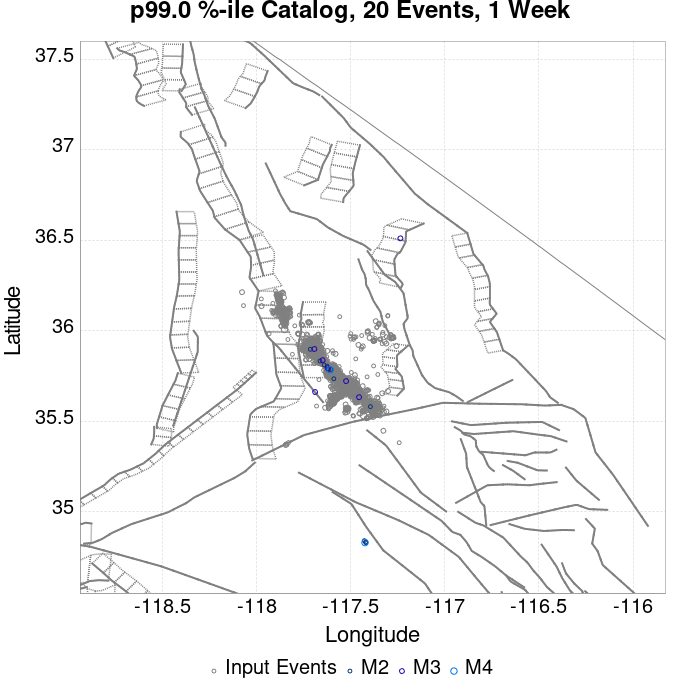 p99.0 %-ile Catalog, 20 Events, 1 Week
37.5
37
36.5
36
35.5
35
Latitude
-118.5 -118 -117.5 -117 -116.5 -116
Longitude
Input Events M2 M3 M4